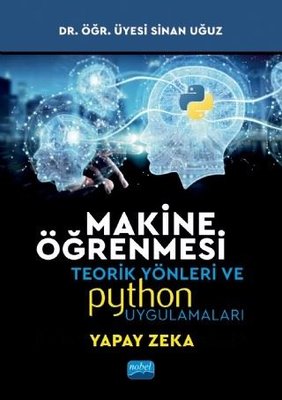 DR. ÖĞR. ÜYESİ SİNAN UĞUZ
MAKİNE
ÖĞRENMESİ
TEORİK YÖNLERİ VE
python
UYGULAMALARI
YAPAY ZEKA
nobel